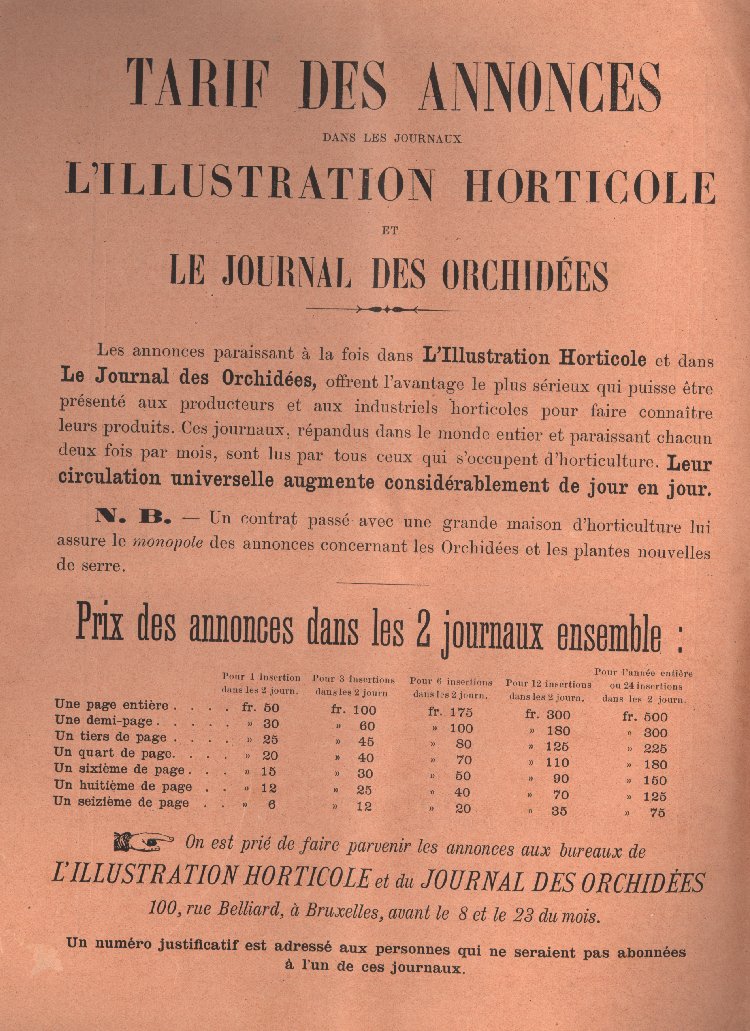 TARIF DES ANNONCES
DANS LES JOURNAUX
L'ILLUSTRATION HORTICOLE
ET
LE JOURNAL DES ORCHIDÉES
Les annonces paraissant à la fois dans L'Illustration Horticole et dans
Le Journal des Orchidées, offrent l'avantage le plus sérieux qui puisse être
présenté aux producteurs et aux industriels horticoles pour faire connaître
leurs produits. Ces journaux, répandus dans le monde entier et paraissant chacun
deux fois par mois, sont lus par tous ceux qui s'occupent d'horticulture. Leur
circulation universelle augmente considérablement de jour en jour.
N. B. — Un contrat passé avec une grande maison d'horticulture lui
assure le monopole des annonces concernant les Orchidées et les plantes nouvelles
de serre.
Prix des annonces dans les 2 journaux ensemble :
Pour 1 insertion dans les 2 journ. Pour 3 insertions dans les 2 journ Pour 6 insertions dans les 2 journ. Pour 12 insertions dans les 2 journ. Pour l'année entière ou 24 insertions dans les 2 journ.
Une page entière . . . . fr. 50 fr. 100 fr. 175 fr. 300 fr. 500
Une demi-page . . . . . » 30 » 60 » 100 » 180 » 300
Un tiers de page . . . . » 25 » 45 » 80 » 125 » 225
Un quart de page. . . . » 20 » 40 » 70 » 110 » 180
Un sixième de page . . . » 15 » 30 » 50 » 90 » 150
Un huitième de page . . » 12 » 25 » 40 » 70 » 125
Un seizième de page . . » 6 » 12 » 20 » 35 » 75
On est prié de faire parvenir les annonces aux bureaux de
L'ILLUSTRATION HORTICOLE et du JOURNAL DES ORCHIDÉES
100, rue Belliard, à Bruxelles, avant le 8 et le 23 du mois.
Un numéro justificatif est adressé aux personnes qui ne seraient pas abonnées
à l'un de ces journaux.